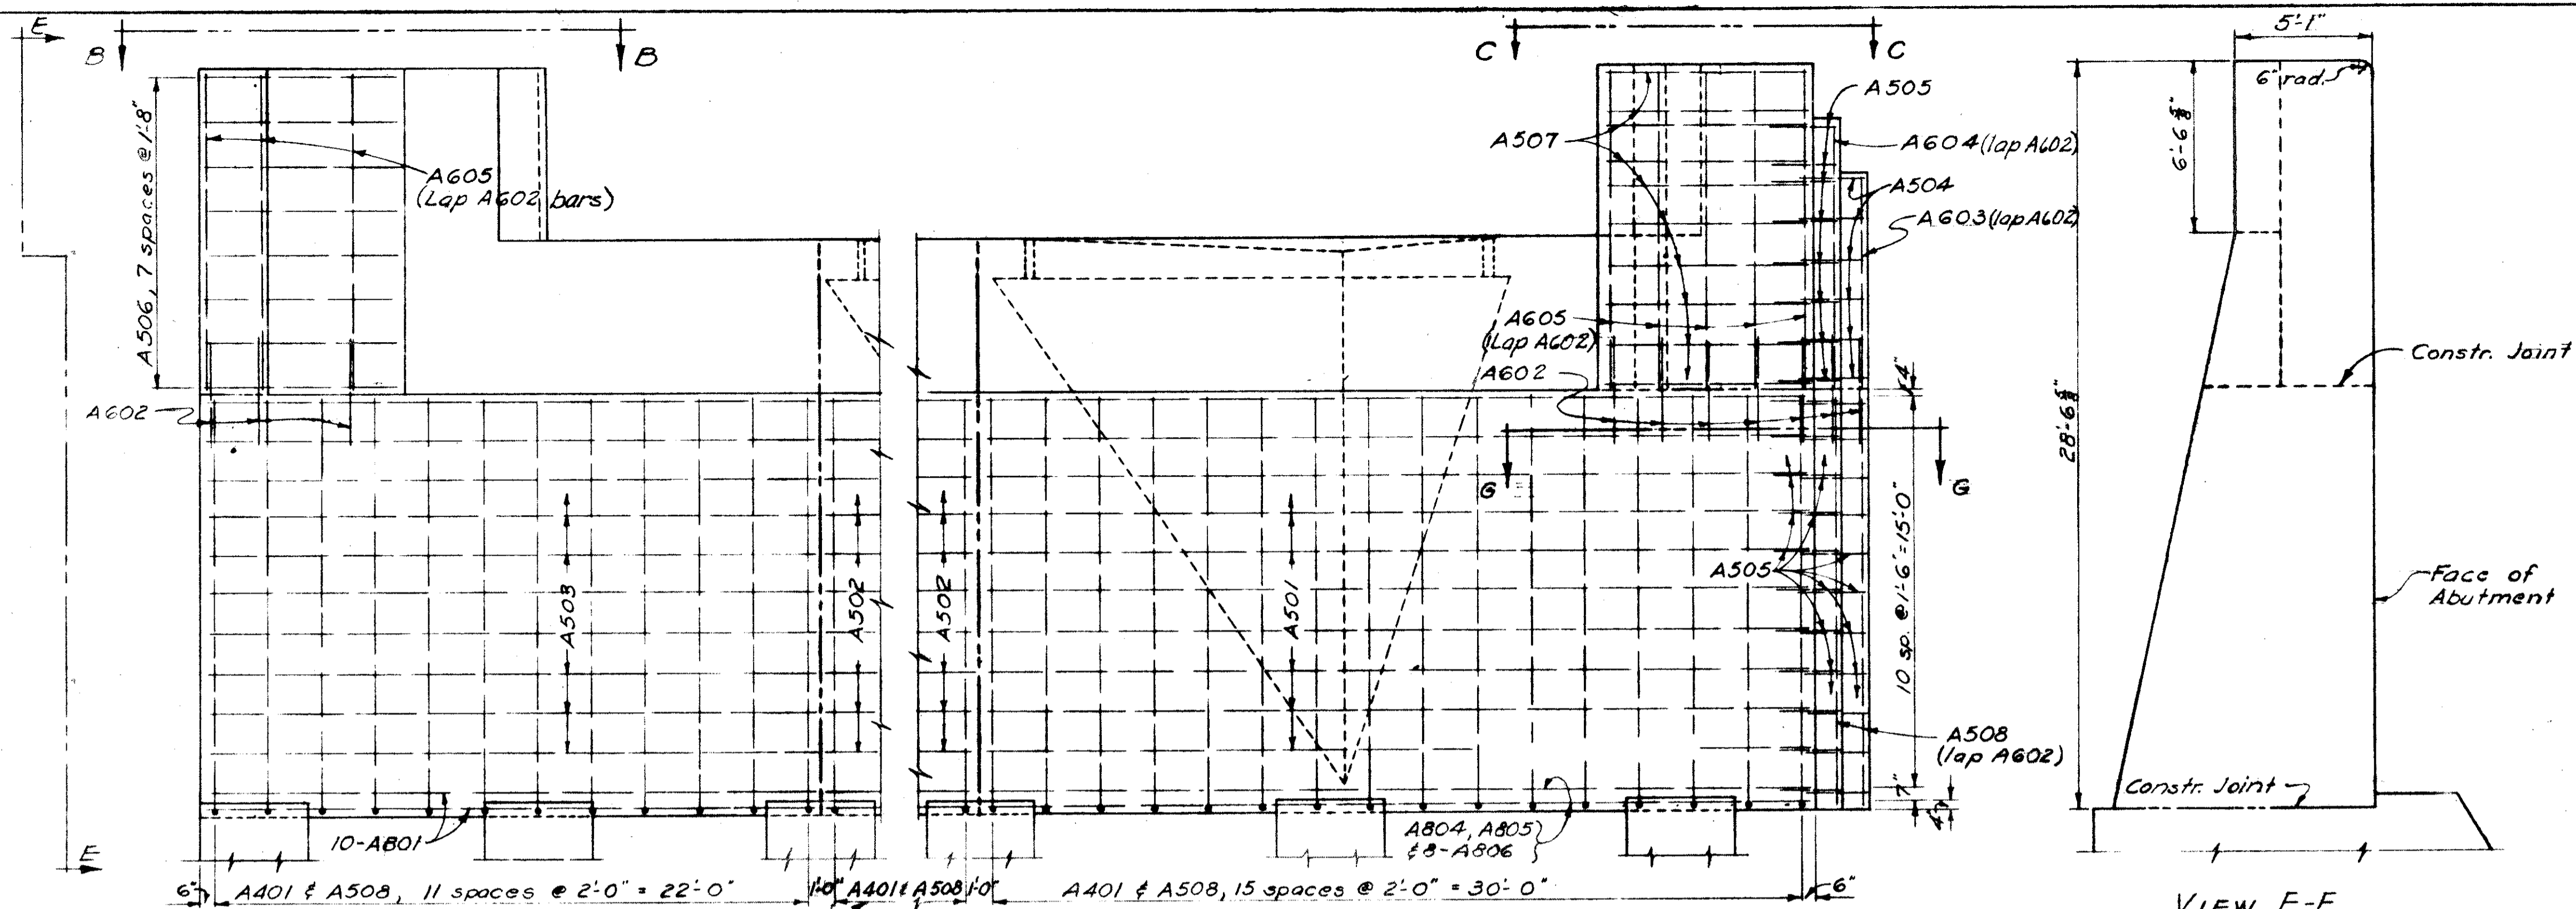 E
B
B
C
C
5'-1"
6" rad.
6'-6 5/8"
28'-6 5/8"
A506, 7 spaces @ 1'-8"
A605
(Lap A602 bars)
A507
A505
A604 (lap A602)
A504
A603 (lap A602)
A605
(Lap A602)
A602
A602
4"
Constr. Joint
G
G
A503
A502
A502
A501
A505
10 sp. @ 1'-6" = 15'-0"
Face of
Abutment
A508
(lap A602)
7"
4"
Constr. Joint
10-A801
A804, A805
& 8-A806
E
6"
A401 & A508, 11 spaces @ 2'-0" = 22'-0"
1'-0"
A401 & A508
1'-0"
A401 & A508, 15 spaces @ 2'-0" = 30'-0"
6"
VIEW E-E